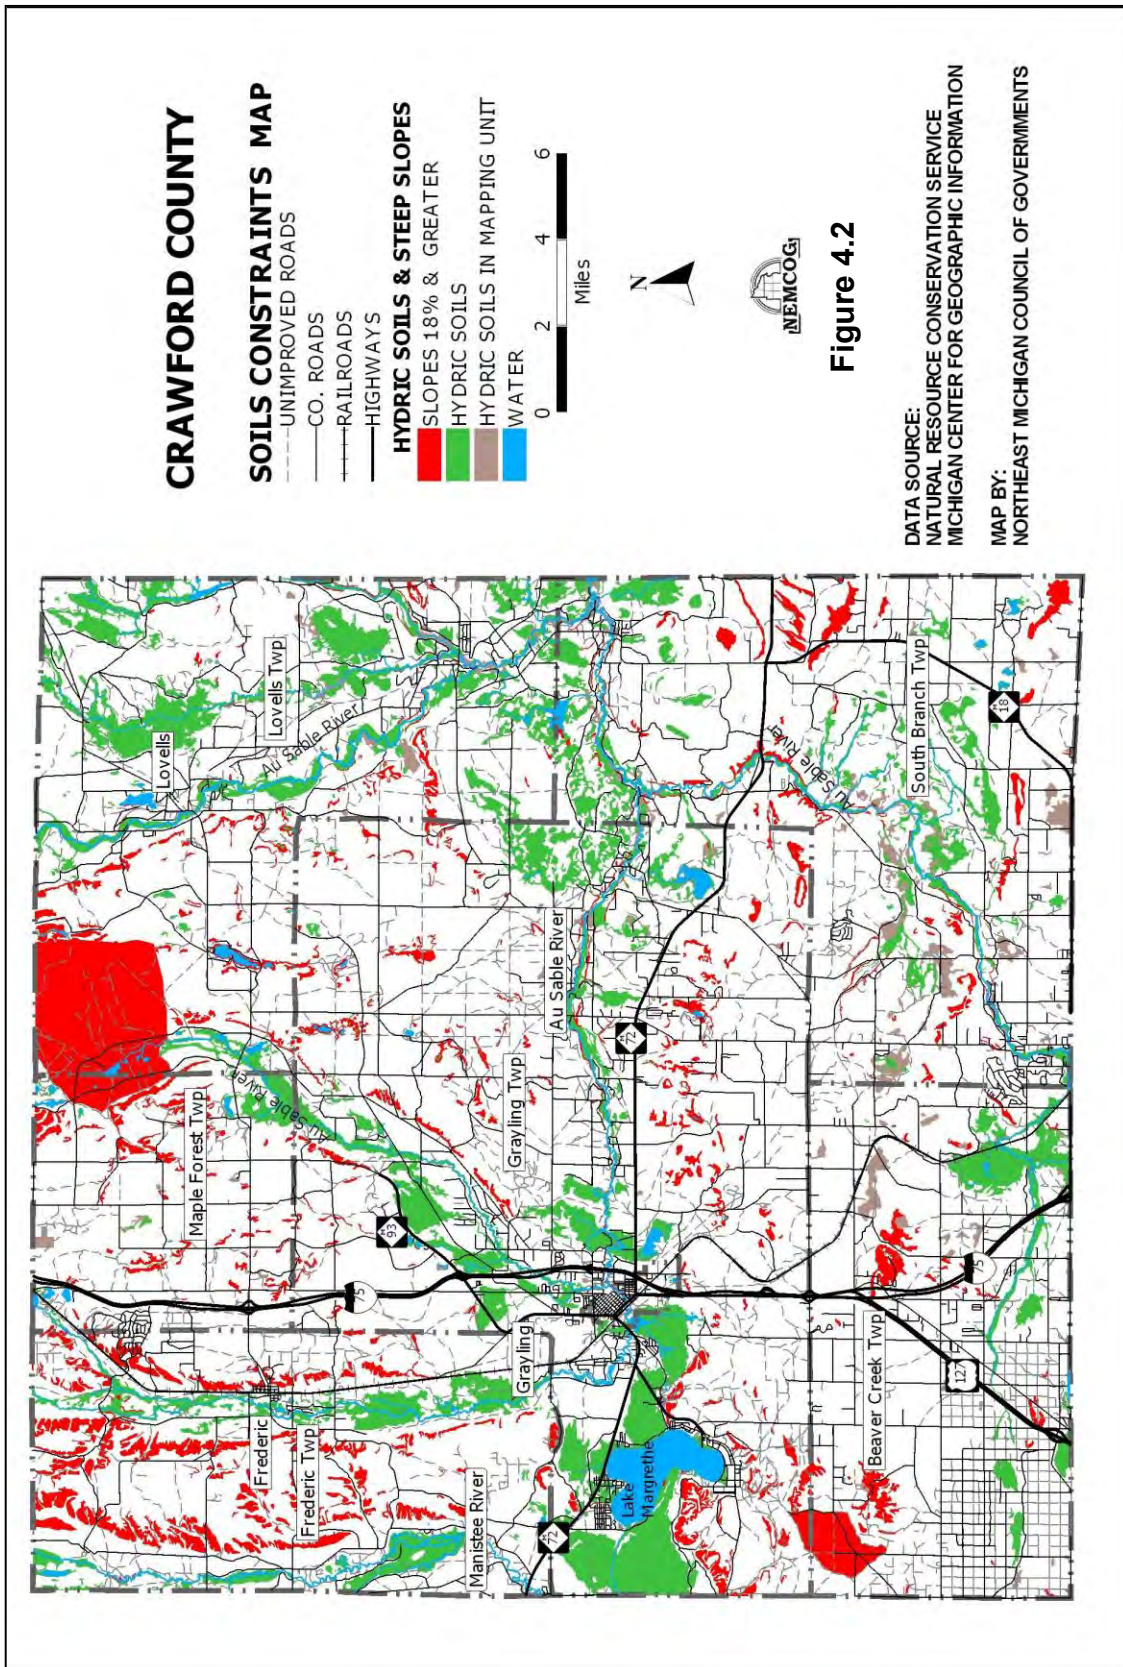 CRAWFORD COUNTY
SOILS CONSTRAINTS MAP
UNIMPROVED ROADS
CO. ROADS
RAILROADS
HIGHWAYS
HYDRIC SOILS & STEEP SLOPES
SLOPES 18% & GREATER
HYDRIC SOILS
HYDRIC SOILS IN MAPPING UNIT
WATER
0 2 4 6
Miles
N
NEMCOG
Figure 4.2
DATA SOURCE:
NATURAL RESOURCE CONSERVATION SERVICE
MICHIGAN CENTER FOR GEOGRAPHIC INFORMATION
MAP BY:
NORTHEAST MICHIGAN COUNCIL OF GOVERNMENTS
Lovells
Lovells Twp
Au Sable River
Maple Forest Twp
Au Sable River
M
93
75
Frederic
Frederic Twp
Manistee River
Grayling
Grayling Twp
Au Sable River
M
72
M
72
Lake
Margrethe
Au Sable River
South Branch Twp
M
18
Beaver Creek Twp
127
75